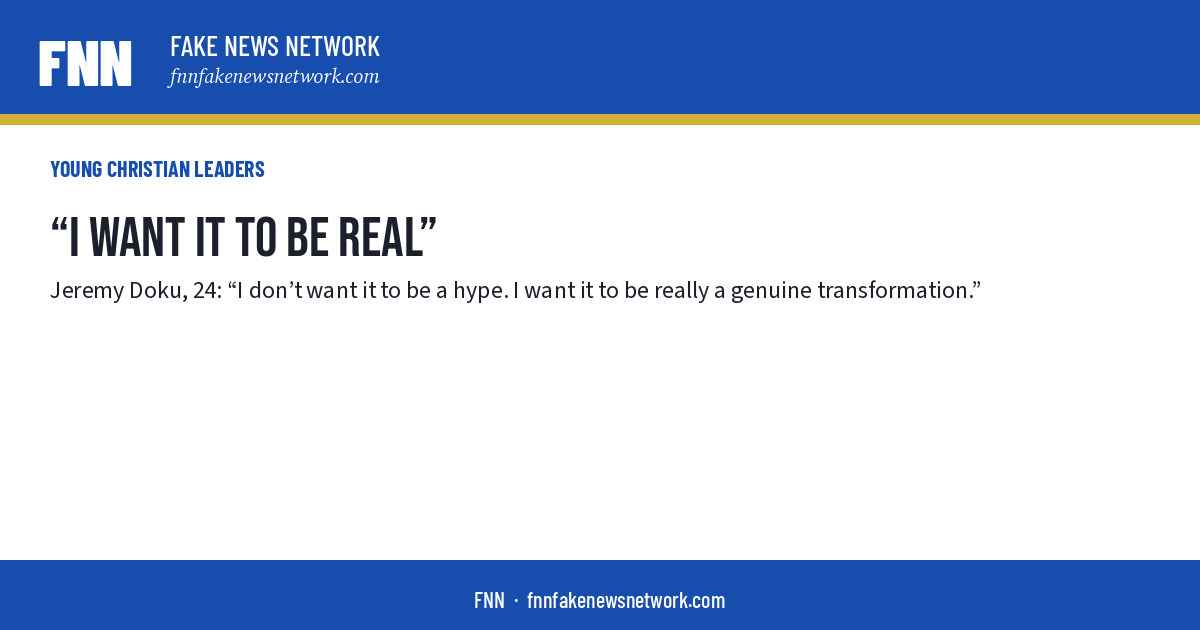 FNN
FAKE NEWS NETWORK
fnnfakenewsnetwork.com
YOUNG CHRISTIAN LEADERS
“I WANT IT TO BE REAL”
Jeremy Doku, 24: “I don’t want it to be a hype. I want it to be really a genuine transformation.”
FNN · fnnfakenewsnetwork.com